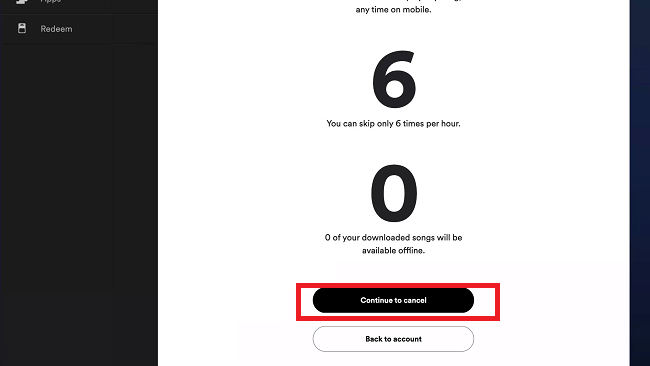 Apps
Redeem
any time on mobile.
6
You can skip only 6 times per hour.
0
0 of your downloaded songs will be
available offline.
Continue to cancel
Back to account